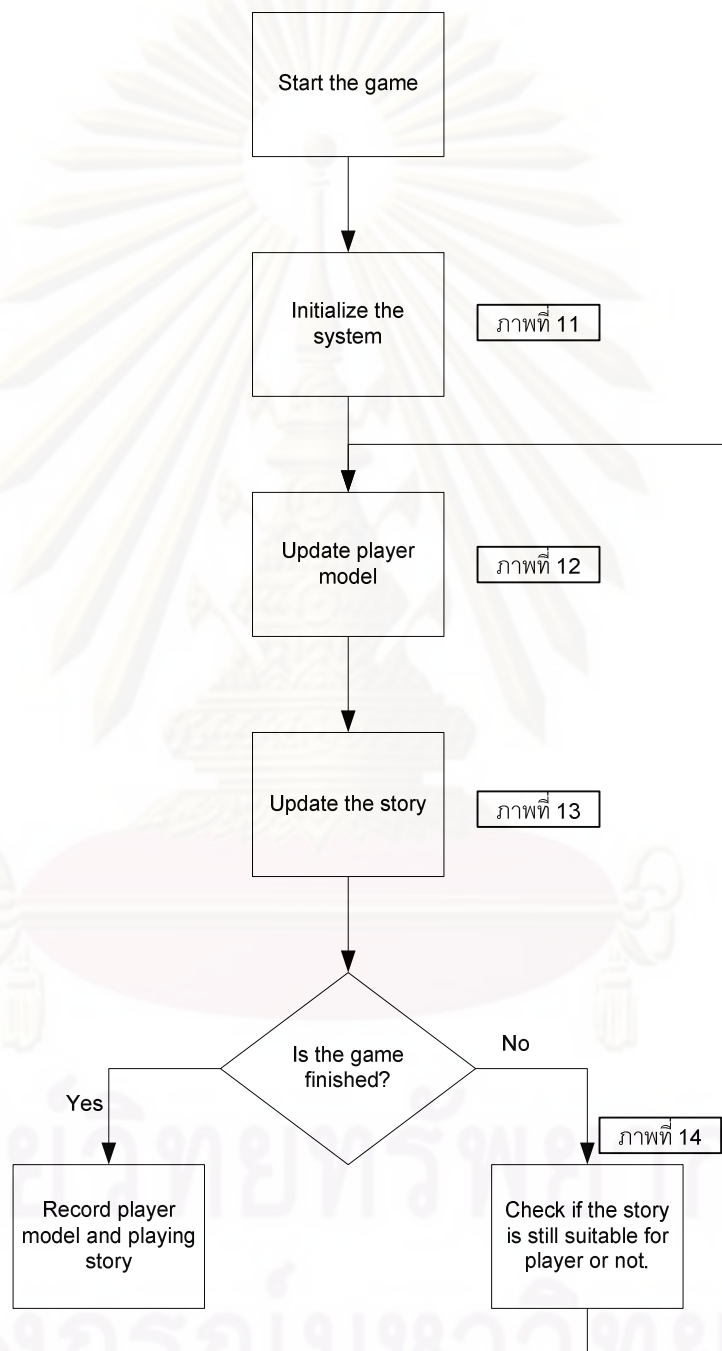 Start the game
Initialize the
system
ภาพที่ 11
Update player
model
ภาพที่ 12
Update the story
ภาพที่ 13
Is the game
finished?
No
Yes
ภาพที่ 14
Record player
model and playing
story
Check if the story
is still suitable for
player or not.